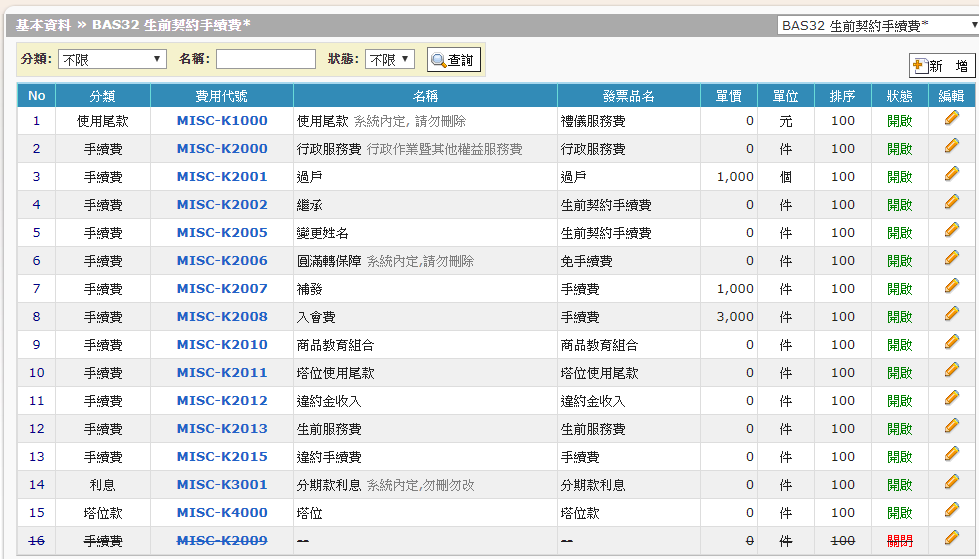 基本資料 » BAS32 生前契約手續費* BAS32 生前契約手續費*
分類: 不限 名稱: 狀態: 不限 查詢
新 增
No 分類 費用代號 名稱 發票品名 單價 單位 排序 狀態 編輯
1 使用尾款 MISC-K1000 使用尾款 系統內定, 請勿刪除 禮儀服務費 0 元 100 開啟
2 手續費 MISC-K2000 行政服務費 行政作業暨其他權益服務費 行政服務費 0 件 100 開啟
3 手續費 MISC-K2001 過戶 過戶 1,000 個 100 開啟
4 手續費 MISC-K2002 繼承 生前契約手續費 0 件 100 開啟
5 手續費 MISC-K2005 變更姓名 生前契約手續費 0 件 100 開啟
6 手續費 MISC-K2006 圓滿轉保障 系統內定,請勿刪除 免手續費 0 件 100 開啟
7 手續費 MISC-K2007 補發 手續費 1,000 件 100 開啟
8 手續費 MISC-K2008 入會費 手續費 3,000 件 100 開啟
9 手續費 MISC-K2010 商品教育組合 商品教育組合 0 件 100 開啟
10 手續費 MISC-K2011 塔位使用尾款 塔位使用尾款 0 件 100 開啟
11 手續費 MISC-K2012 違約金收入 違約金收入 0 件 100 開啟
12 手續費 MISC-K2013 生前服務費 生前服務費 0 件 100 開啟
13 手續費 MISC-K2015 違約手續費 手續費 0 件 100 開啟
14 利息 MISC-K3001 分期款利息 系統內定,勿刪勿改 分期款利息 0 件 100 開啟
15 塔位款 MISC-K4000 塔位 塔位款 0 件 100 開啟
16 手續費 MISC-K2009 -- -- 0 件 100 關閉